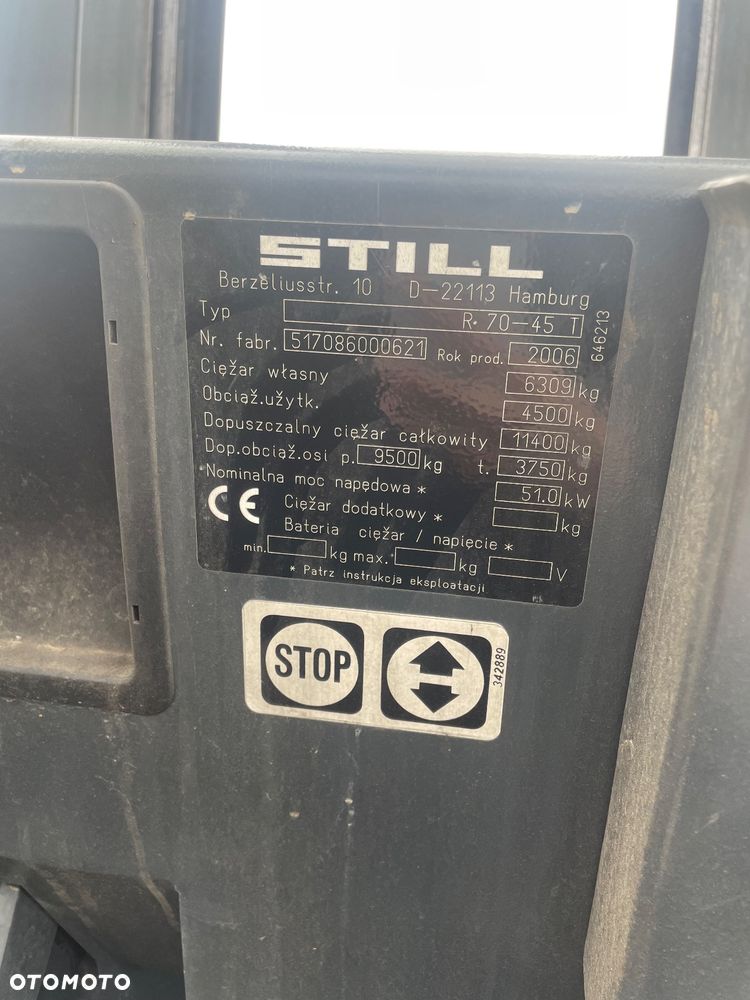 STILL
Berzeliusstr. 10 D-22113 Hamburg
Typ R 70-45 T
646213
Nr. fabr. 517086000621 Rok prod. 2006
Ciężar własny 6309 kg
Obciąż.użytk. 4500 kg
Dopuszczalny ciężar całkowity 11400 kg
Dop.obciąż.osi p. 9500 kg t. 3750 kg
Nominalna moc napędowa * 51.0 kW
CE
Ciężar dodatkowy * kg
Bateria ciężar / napięcie *
min. kg max. kg V
* Patrz instrukcja eksploatacji
STOP
342889
OTOMOTO